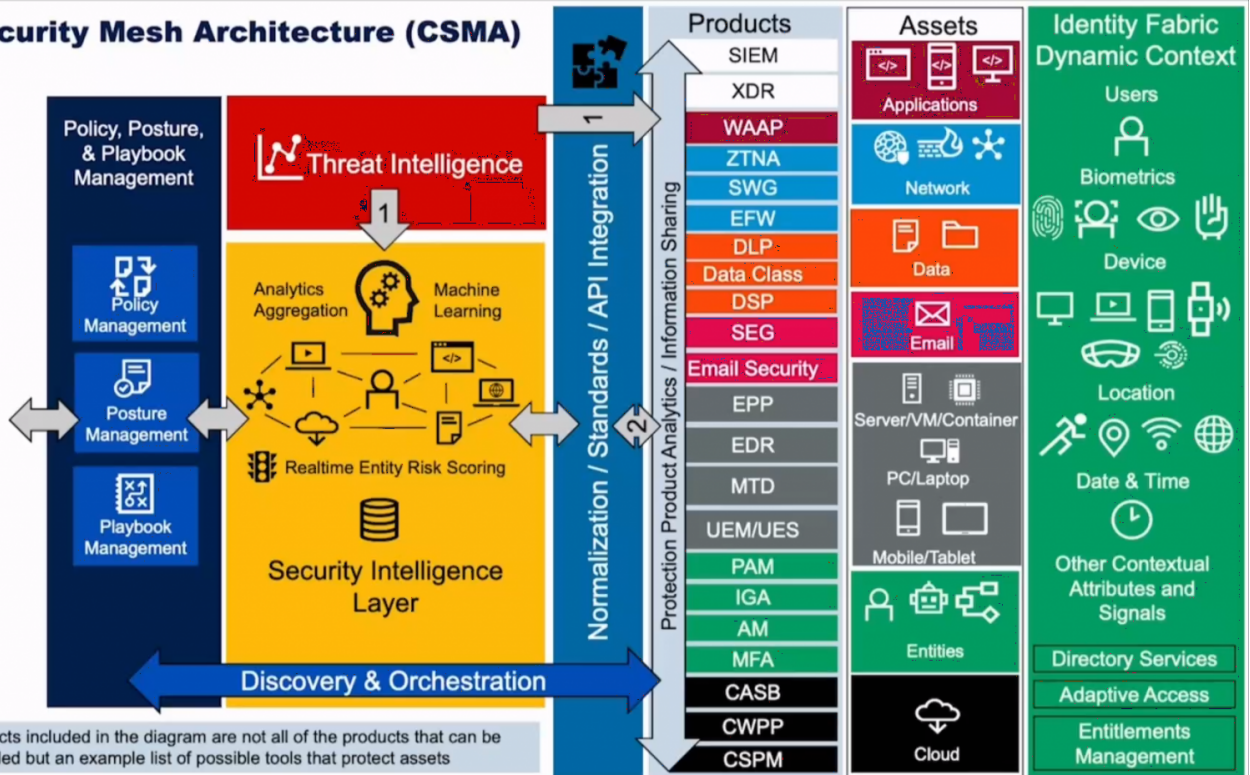 curity Mesh Architecture (CSMA)
Policy, Posture,
& Playbook
Management
Policy
Management
Posture
Management
Playbook
Management
Threat Intelligence
1
Analytics
Aggregation
Machine
Learning
Realtime Entity Risk Scoring
Security Intelligence
Layer
Discovery & Orchestration
cts included in the diagram are not all of the products that can be
led but an example list of possible tools that protect assets
1
Normalization / Standards / API Integration
2
Protection Product Analytics / Information Sharing
Products
SIEM
XDR
WAAP
ZTNA
SWG
EFW
DLP
Data Class
DSP
SEG
Email Security
EPP
EDR
MTD
UEM/UES
PAM
IGA
AM
MFA
CASB
CWPP
CSPM
Assets
Applications
Network
Data
Email
Server/VM/Container
PC/Laptop
Mobile/Tablet
Entities
Cloud
Identity Fabric
Dynamic Context
Users
Biometrics
Device
Location
Date & Time
Other Contextual
Attributes and
Signals
Directory Services
Adaptive Access
Entitlements
Management